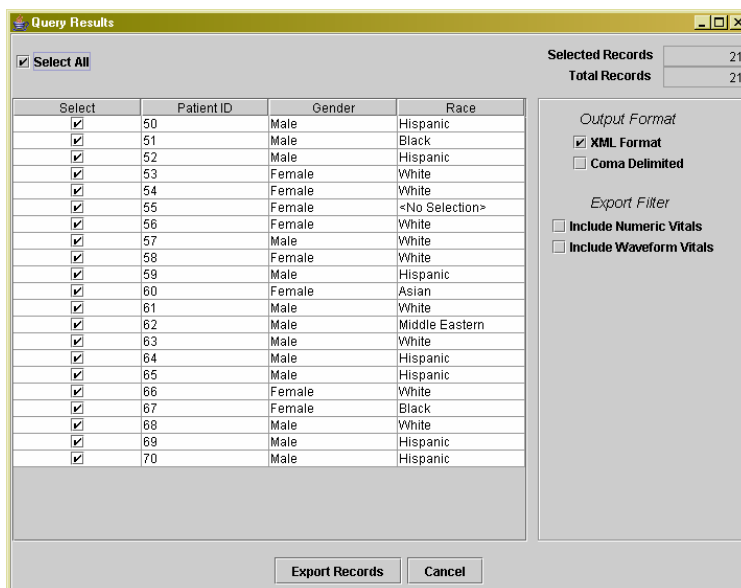 Query Results
Select All
Selected Records 21
Total Records 21
Select Patient ID Gender Race
50 Male Hispanic
51 Male Black
52 Male Hispanic
53 Female White
54 Female White
55 Female <No Selection>
56 Female White
57 Male White
58 Female White
59 Male Hispanic
60 Female Asian
61 Male White
62 Male Middle Eastern
63 Male White
64 Male Hispanic
65 Male Hispanic
66 Female White
67 Female Black
68 Male White
69 Male Hispanic
70 Male Hispanic
Output Format
XML Format
Coma Delimited
Export Filter
Include Numeric Vitals
Include Waveform Vitals
Export Records Cancel